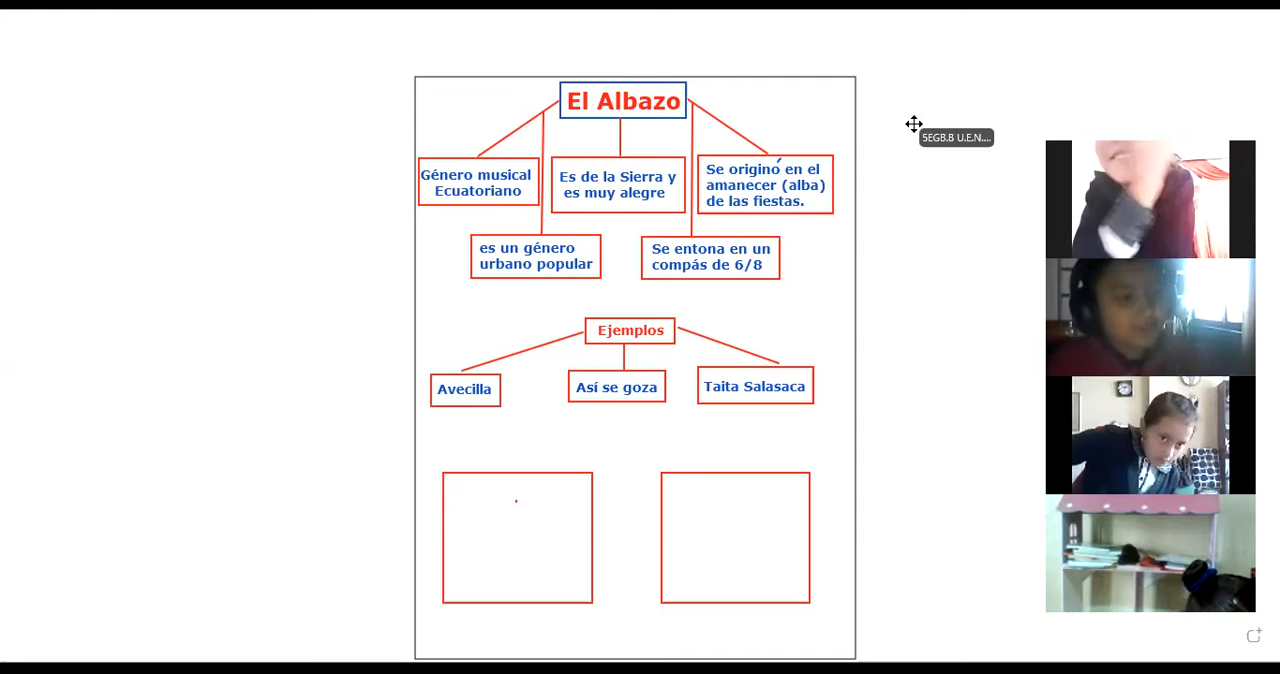 El Albazo
Género musical
Ecuatoriano
Es de la Sierra y
es muy alegre
Se originó en el
amanecer (alba)
de las fiestas.
es un género
urbano popular
Se entona en un
compás de 6/8
Ejemplos
Avecilla
Así se goza
Taita Salasaca
5EGB.B U.E.N....